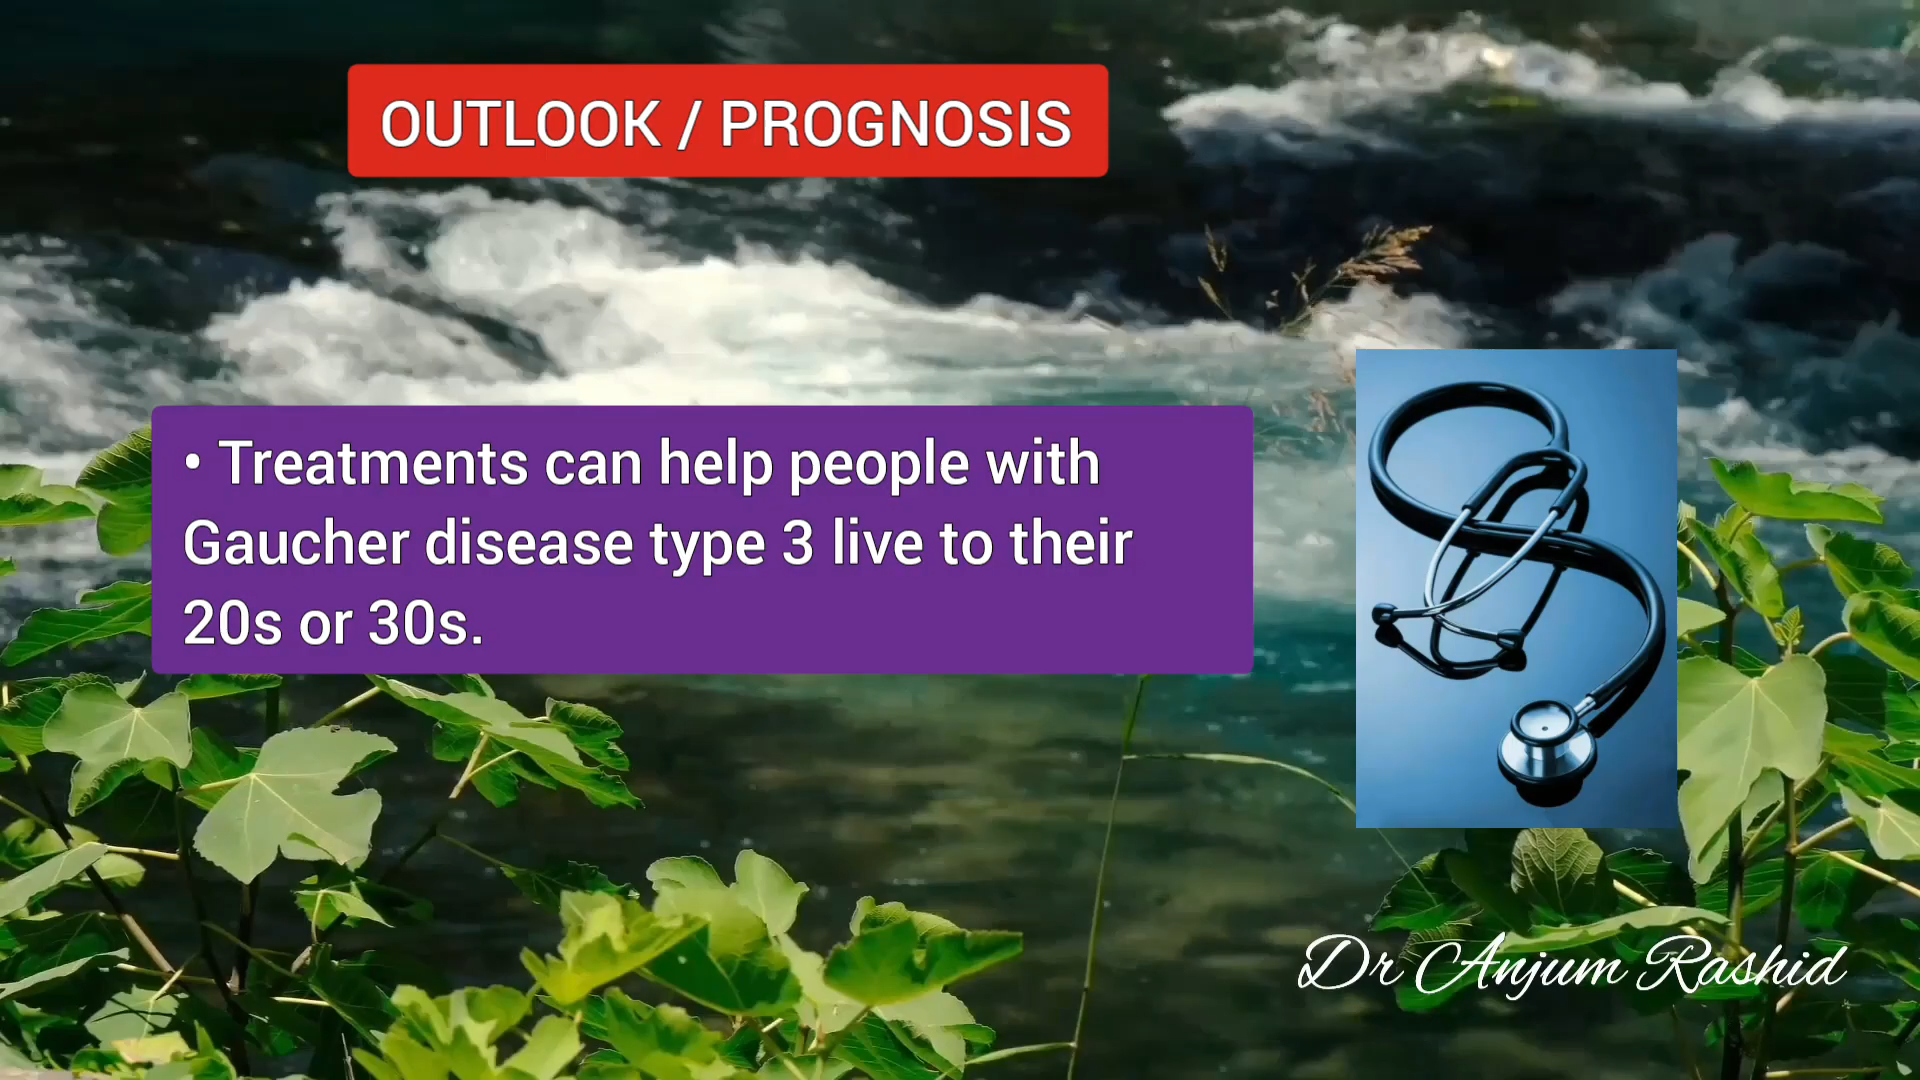 OUTLOOK / PROGNOSIS
• Treatments can help people with
Gaucher disease type 3 live to their
20s or 30s.
Dr Anjum Rashid